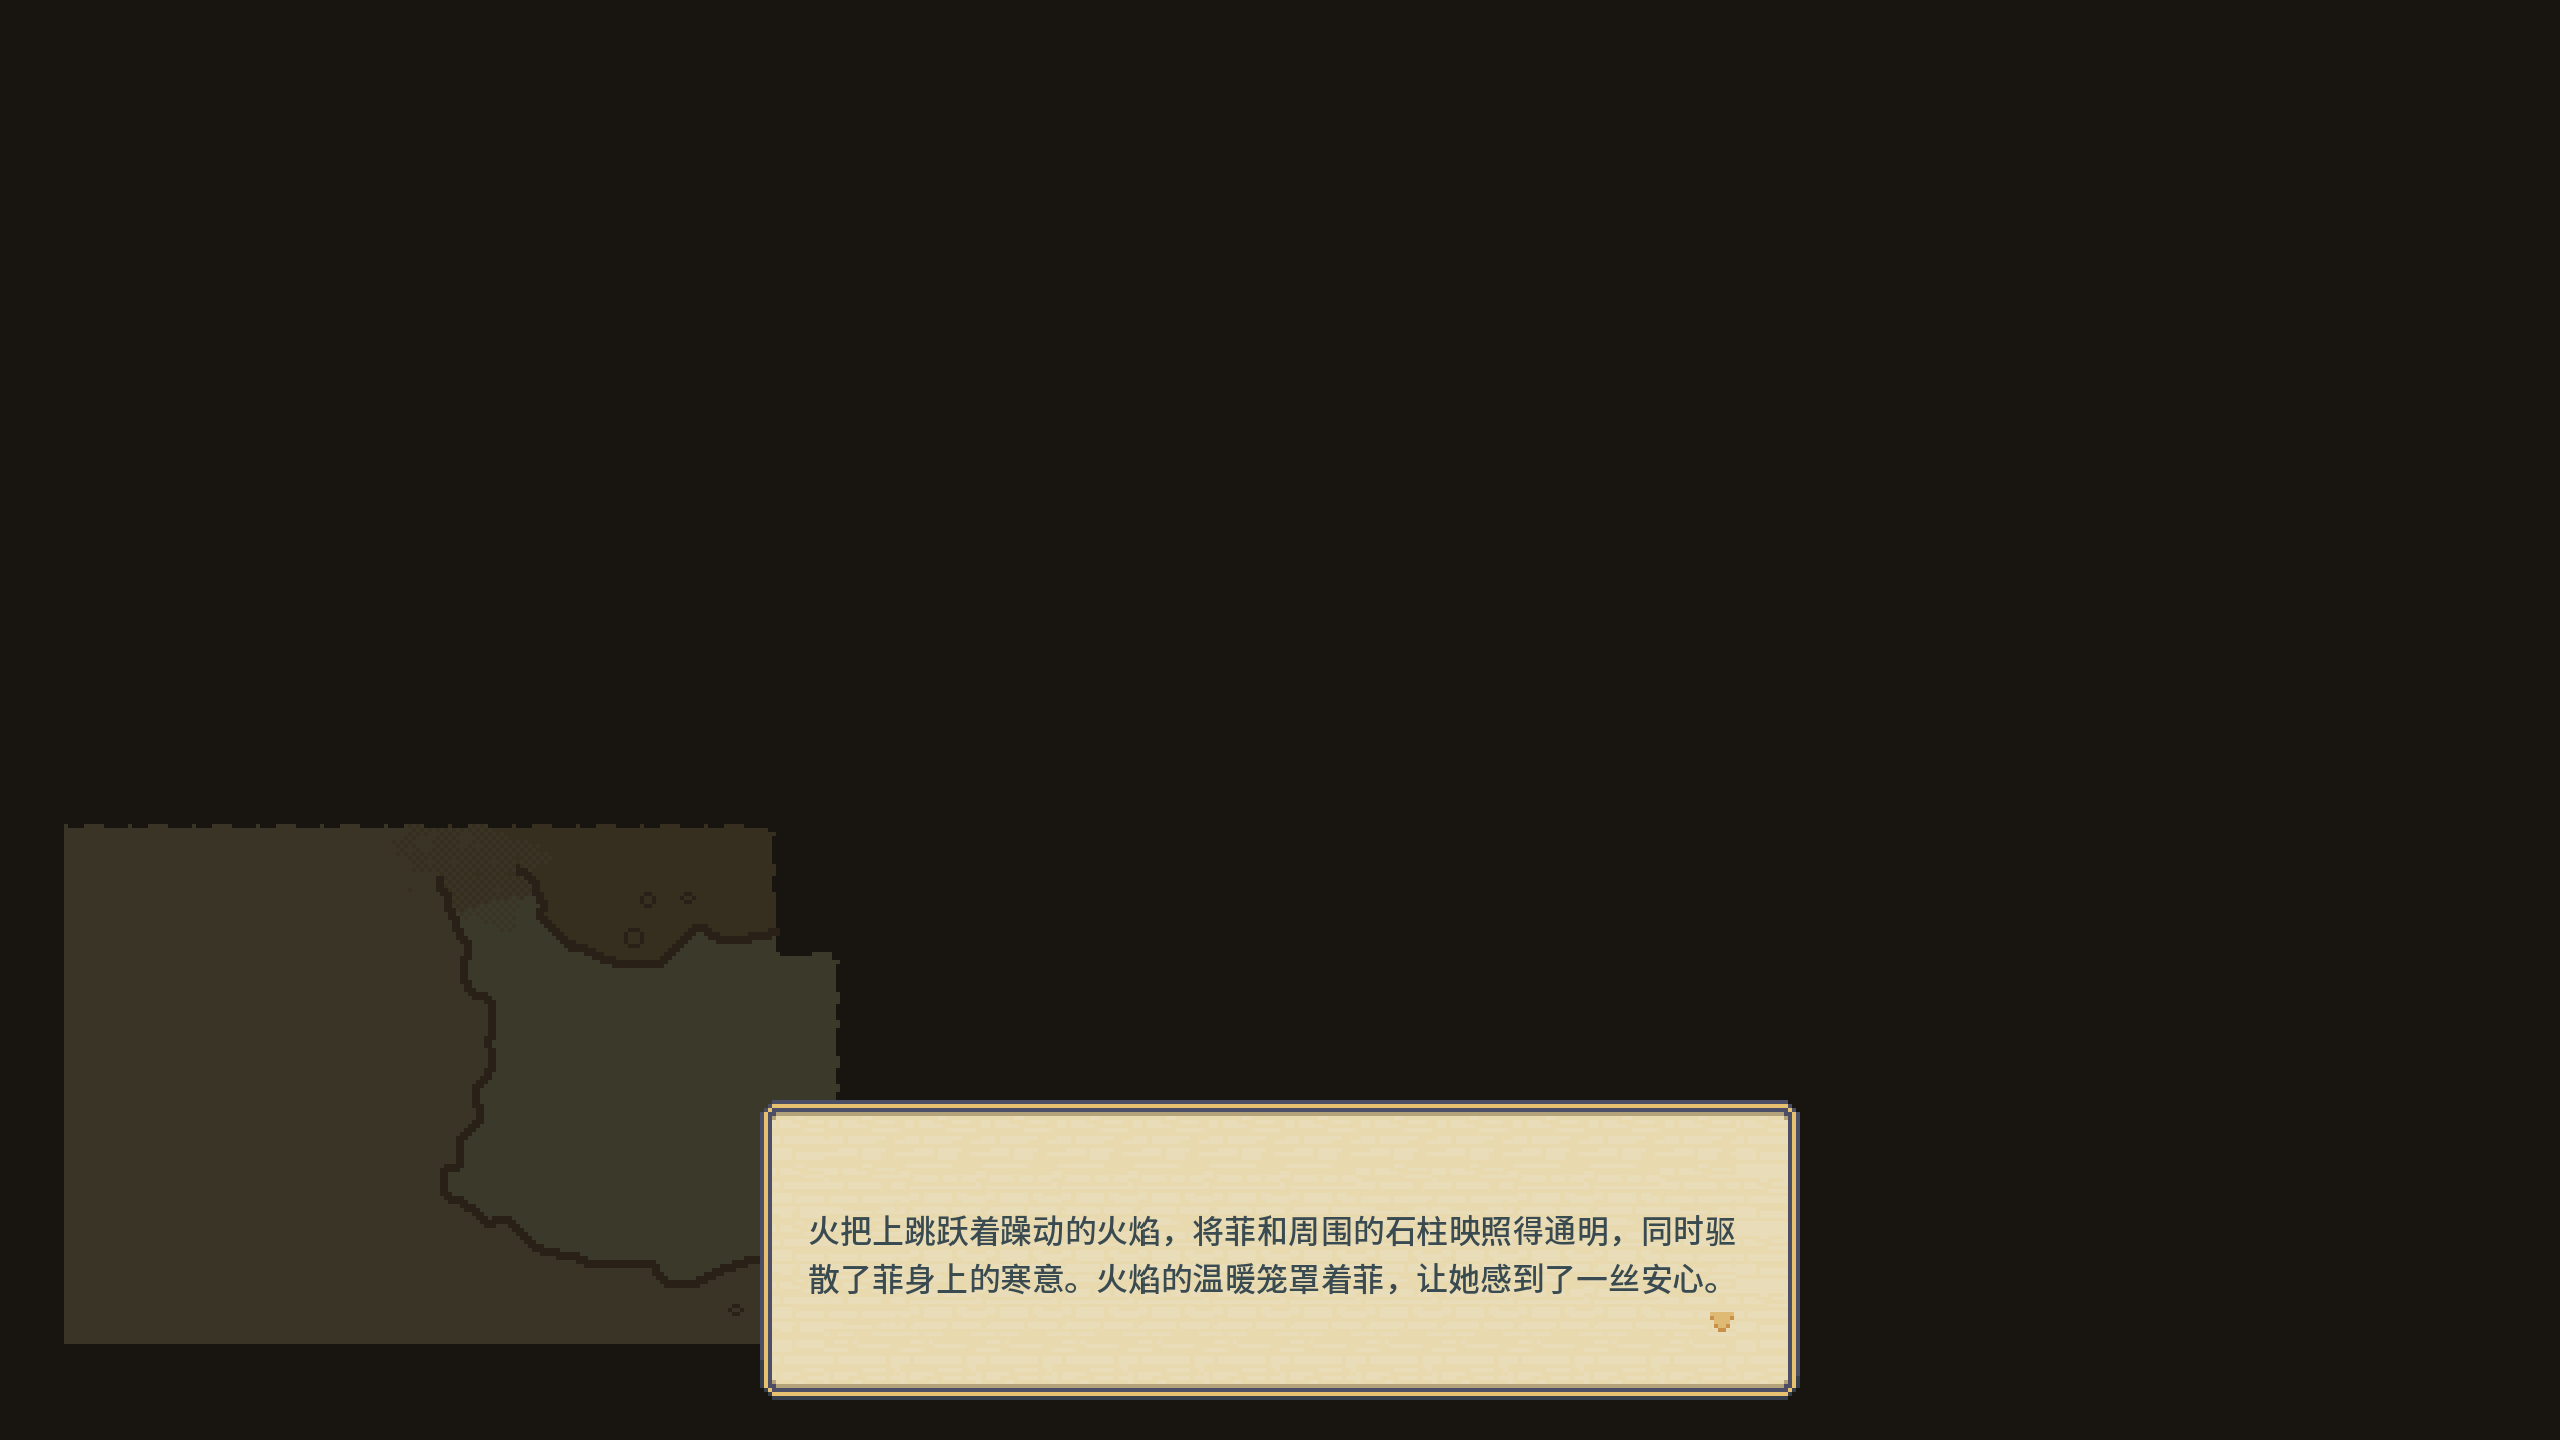 火把上跳跃着躁动的火焰，将菲和周围的石柱映照得通明，同时驱
散了菲身上的寒意。火焰的温暖笼罩着菲，让她感到了一丝安心。